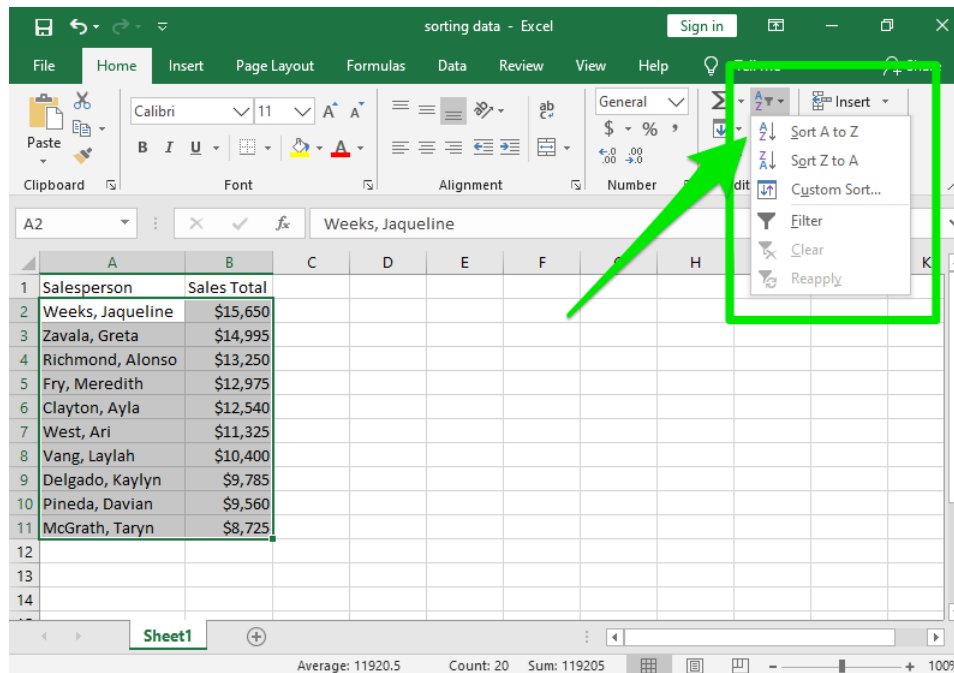 sorting data - Excel Sign in
File Home Insert Page Layout Formulas Data Review View Help
Calibri 11 General Insert
Paste B I U A $ % ,
Clipboard Font Alignment Number
Sort A to Z
Sort Z to A
Custom Sort...
Filter
Clear
Reapply
A2 fx Weeks, Jaqueline
A B C D E F H K
1 Salesperson Sales Total
2 Weeks, Jaqueline $15,650
3 Zavala, Greta $14,995
4 Richmond, Alonso $13,250
5 Fry, Meredith $12,975
6 Clayton, Ayla $12,540
7 West, Ari $11,325
8 Vang, Laylah $10,400
9 Delgado, Kaylyn $9,785
10 Pineda, Davian $9,560
11 McGrath, Taryn $8,725
12
13
14
Sheet1
Average: 11920.5 Count: 20 Sum: 119205 100%